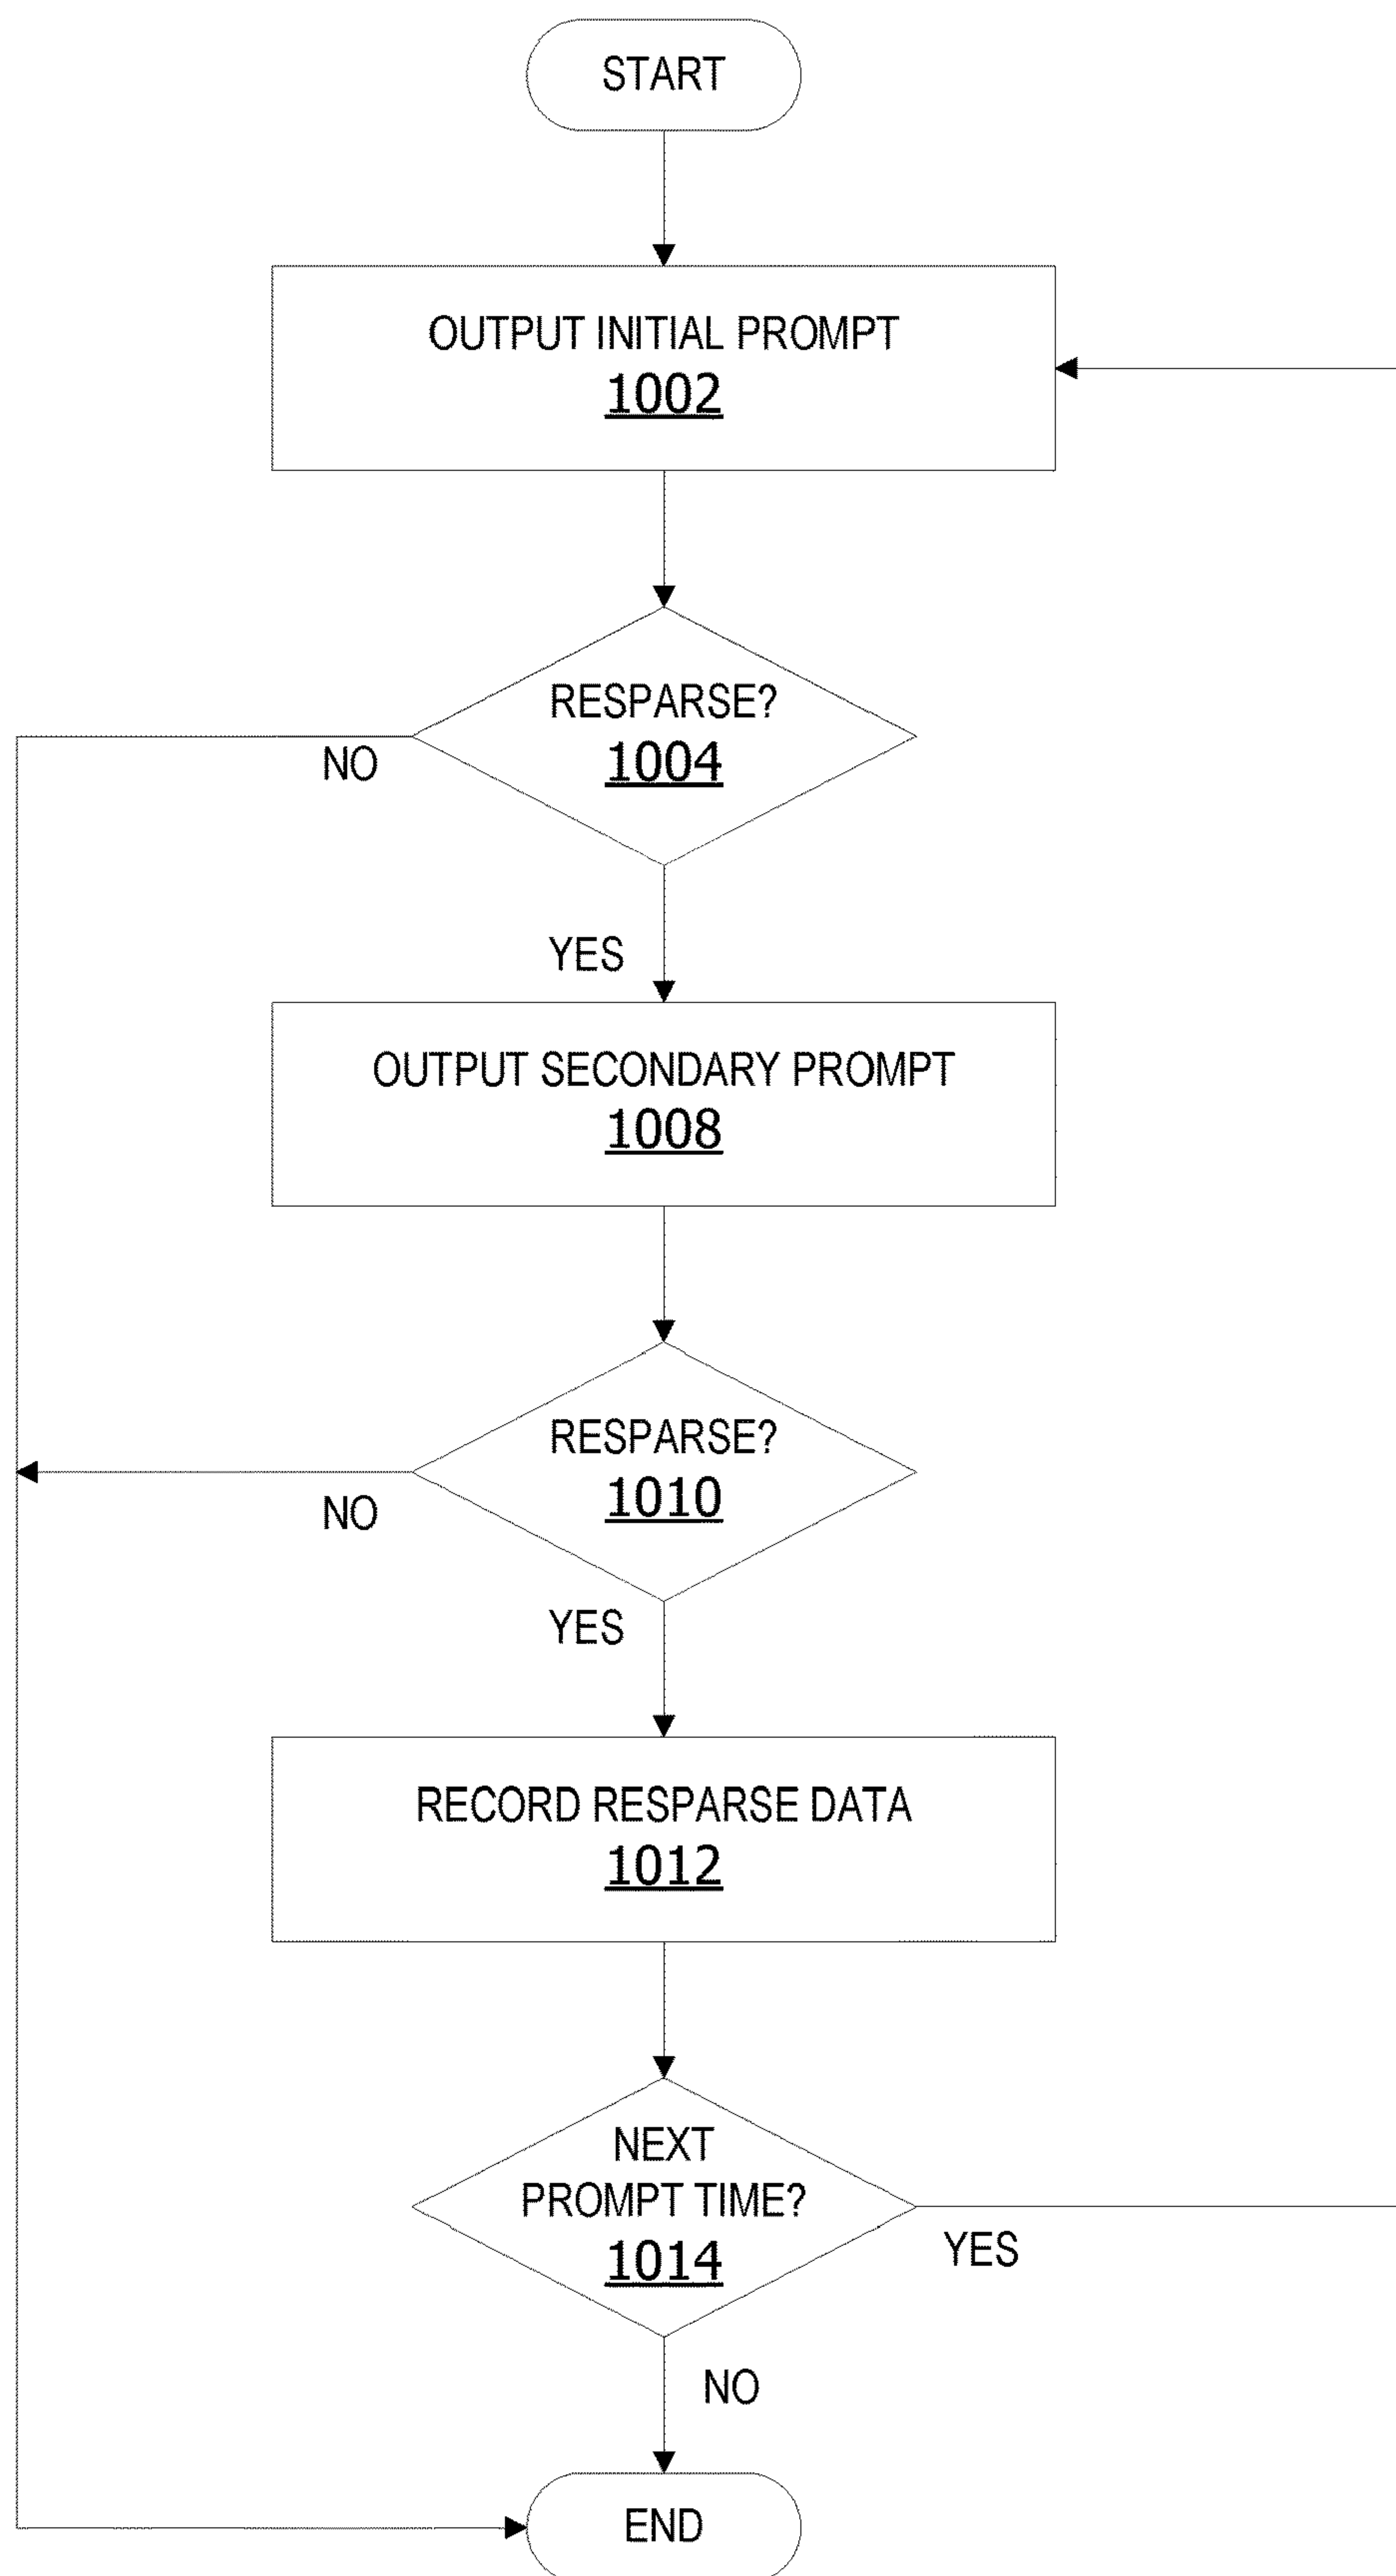 START
OUTPUT INITIAL PROMPT
1002
RESPARSE?
1004
NO
YES
OUTPUT SECONDARY PROMPT
1008
RESPARSE?
1010
NO
YES
RECORD RESPARSE DATA
1012
NEXT
PROMPT TIME?
1014
YES
NO
END